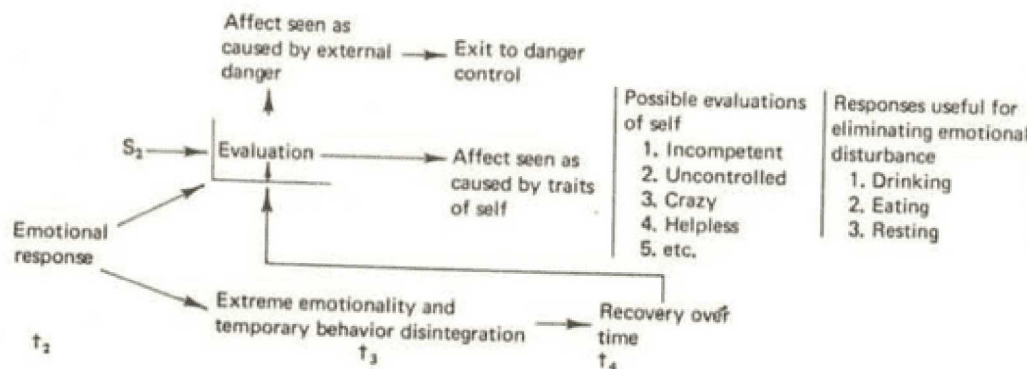 Affect seen as
caused by external
danger
Exit to danger
control
S₂
Evaluation
Affect seen as
caused by traits
of self
Possible evaluations
of self
1. Incompetent
2. Uncontrolled
3. Crazy
4. Helpless
5. etc.
Responses useful for
eliminating emotional
disturbance
1. Drinking
2. Eating
3. Resting
Emotional
response
Extreme emotionality and
temporary behavior disintegration
Recovery over
time
t₂
t₃
t₄